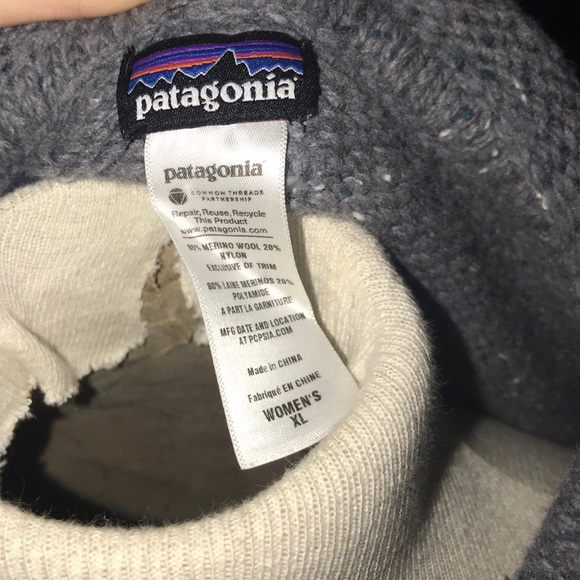 patagonia
patagonia
COMMON THREADS
PARTNERSHIP
Repair, Reuse, Recycle
This Product
www.patagonia.com
80% MERINO WOOL 20%
NYLON
EXCLUSIVE OF TRIM
80% LAINE MERINOS 20%
POLYAMIDE
A PART LA GARNITURE
MFG DATE AND LOCATION
AT PCPSIA.COM
Made in CHINA
Fabriqué EN CHINE
WOMEN'S
XL